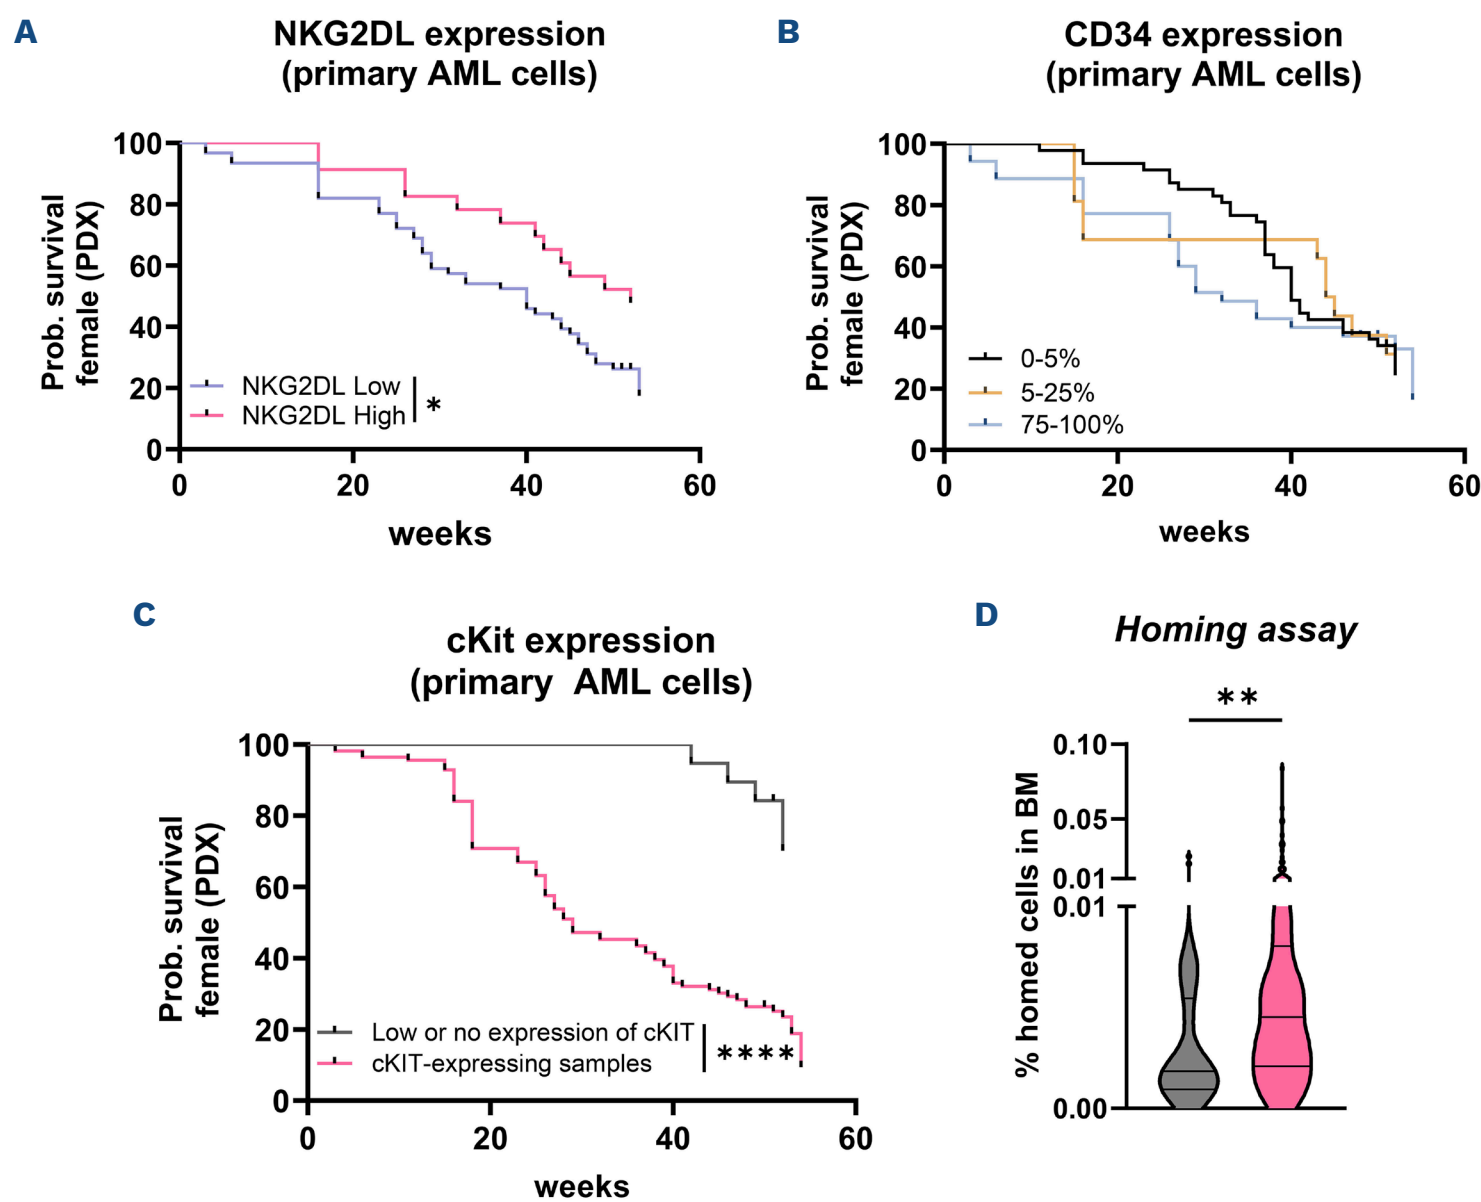 A
NKG2DL expression
(primary AML cells)
Prob. survival
female (PDX)
100
80
60
40
20
0
NKG2DL Low
NKG2DL High
*
0
20
40
60
weeks
B
CD34 expression
(primary AML cells)
Prob. survival
female (PDX)
100
80
60
40
20
0
0-5%
5-25%
75-100%
0
20
40
60
weeks
C
cKit expression
(primary AML cells)
Prob. survival
female (PDX)
100
80
60
40
20
0
Low or no expression of cKIT
cKIT-expressing samples
****
0
20
40
60
weeks
D
Homing assay
**
% homed cells in BM
0.10
0.05
0.01
0.01
0.00